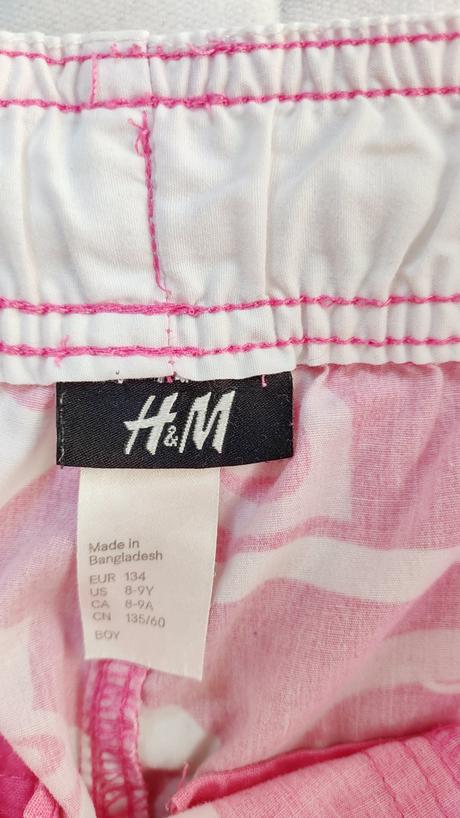 H&M
Made in
Bangladesh
EUR 134
US 8-9Y
CA 8-9A
CN 135/60
BOY